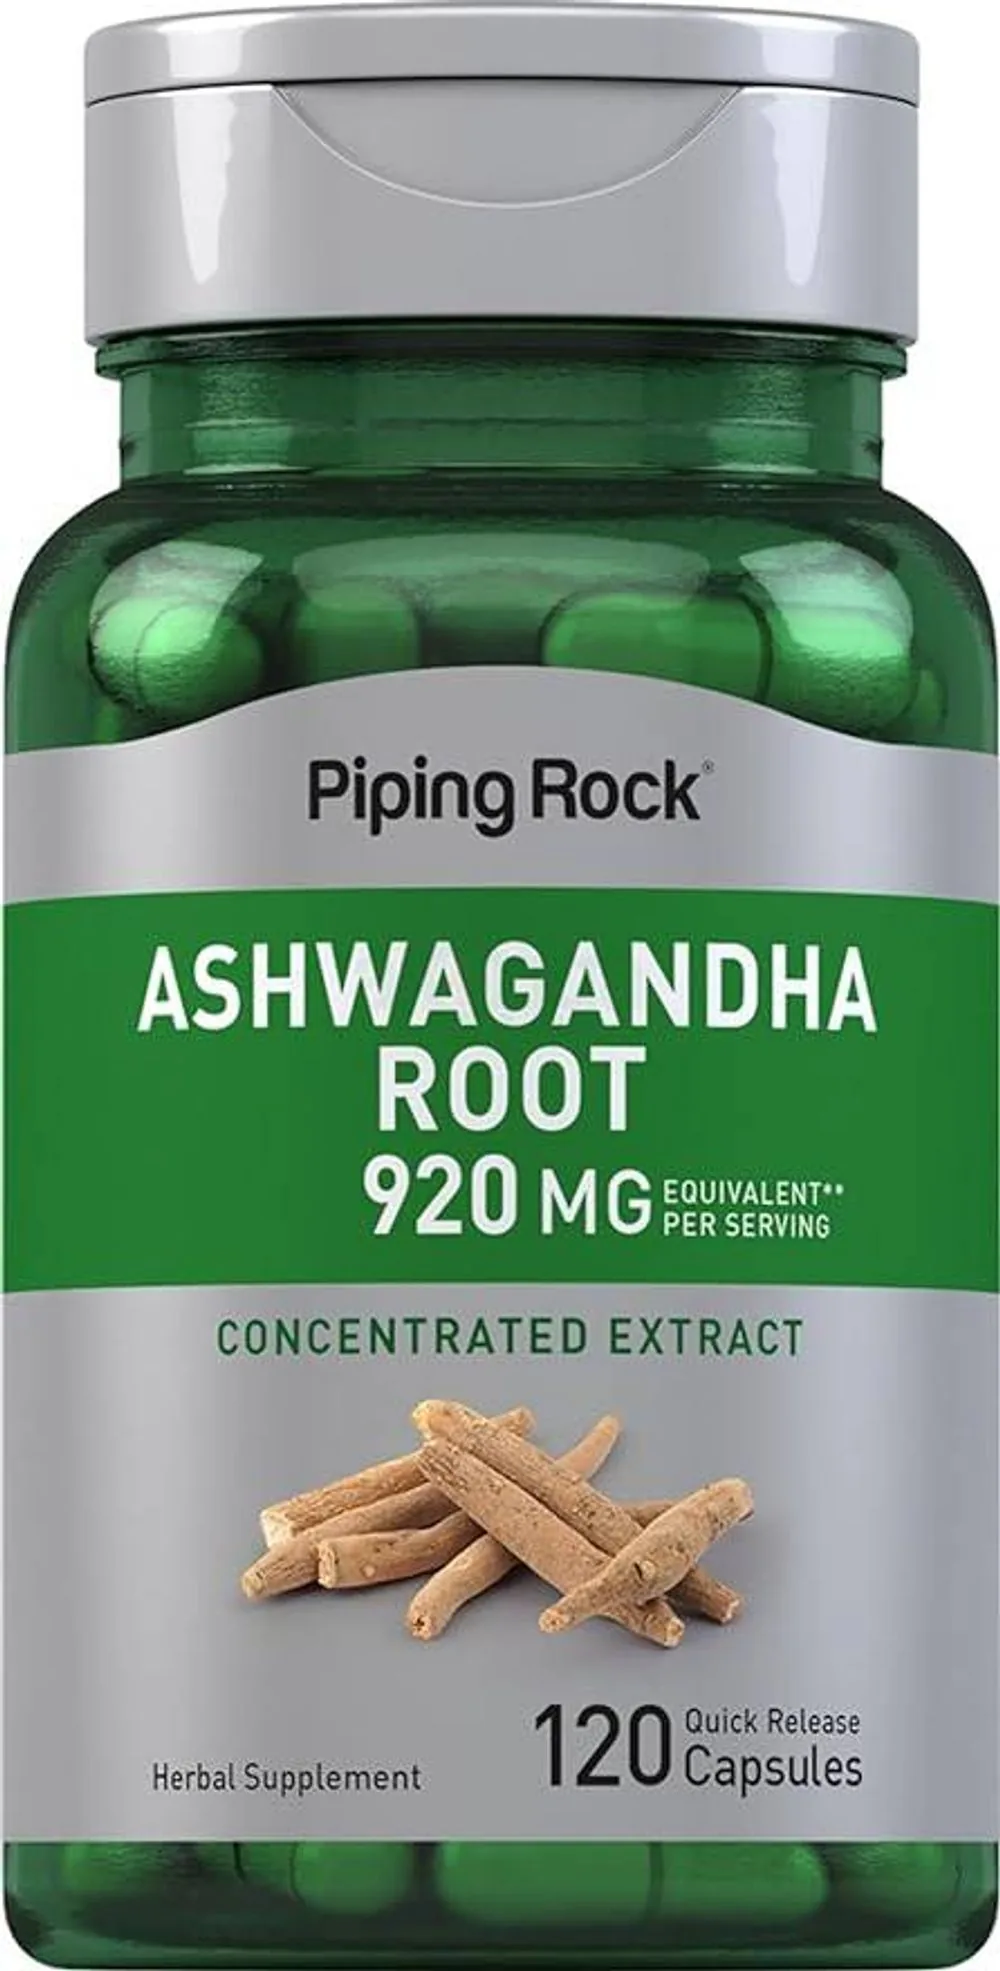 Piping Rock®
ASHWAGANDHA
ROOT
920 MG EQUIVALENT**
PER SERVING
CONCENTRATED EXTRACT
120 Quick Release
Capsules
Herbal Supplement